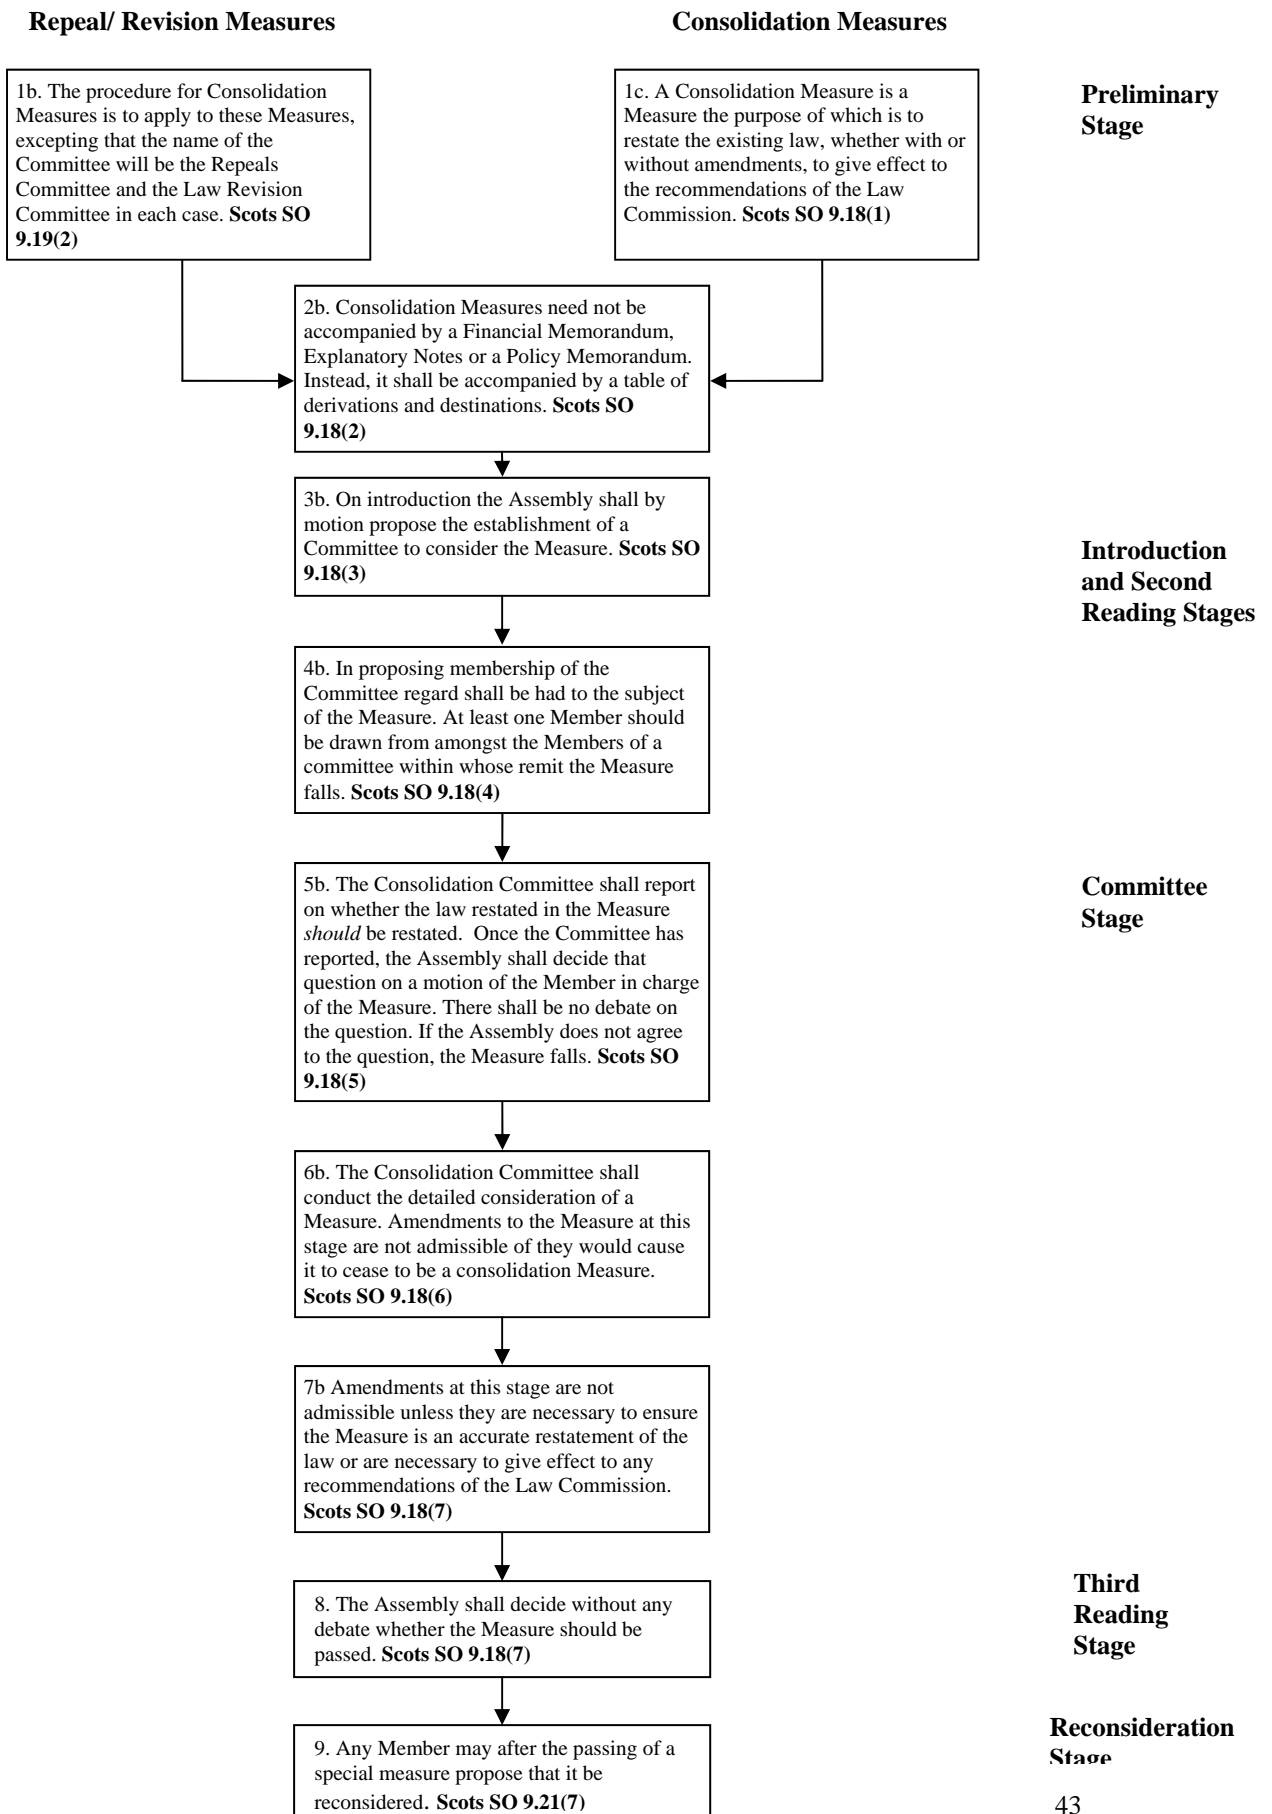 Repeal/ Revision Measures
Consolidation Measures
1b. The procedure for Consolidation
Measures is to apply to these Measures,
excepting that the name of the
Committee will be the Repeals
Committee and the Law Revision
Committee in each case. Scots SO
9.19(2)
1c. A Consolidation Measure is a
Measure the purpose of which is to
restate the existing law, whether with or
without amendments, to give effect to
the recommendations of the Law
Commission. Scots SO 9.18(1)
Preliminary
Stage
2b. Consolidation Measures need not be
accompanied by a Financial Memorandum,
Explanatory Notes or a Policy Memorandum.
Instead, it shall be accompanied by a table of
derivations and destinations. Scots SO
9.18(2)
3b. On introduction the Assembly shall by
motion propose the establishment of a
Committee to consider the Measure. Scots SO
9.18(3)
Introduction
and Second
Reading Stages
4b. In proposing membership of the
Committee regard shall be had to the subject
of the Measure. At least one Member should
be drawn from amongst the Members of a
committee within whose remit the Measure
falls. Scots SO 9.18(4)
5b. The Consolidation Committee shall report
on whether the law restated in the Measure
should be restated.  Once the Committee has
reported, the Assembly shall decide that
question on a motion of the Member in charge
of the Measure. There shall be no debate on
the question. If the Assembly does not agree
to the question, the Measure falls. Scots SO
9.18(5)
Committee
Stage
6b. The Consolidation Committee shall
conduct the detailed consideration of a
Measure. Amendments to the Measure at this
stage are not admissible of they would cause
it to cease to be a consolidation Measure.
Scots SO 9.18(6)
7b Amendments at this stage are not
admissible unless they are necessary to ensure
the Measure is an accurate restatement of the
law or are necessary to give effect to any
recommendations of the Law Commission.
Scots SO 9.18(7)
8. The Assembly shall decide without any
debate whether the Measure should be
passed. Scots SO 9.18(7)
Third
Reading
Stage
9. Any Member may after the passing of a
special measure propose that it be
reconsidered. Scots SO 9.21(7)
Reconsideration
Stage
43